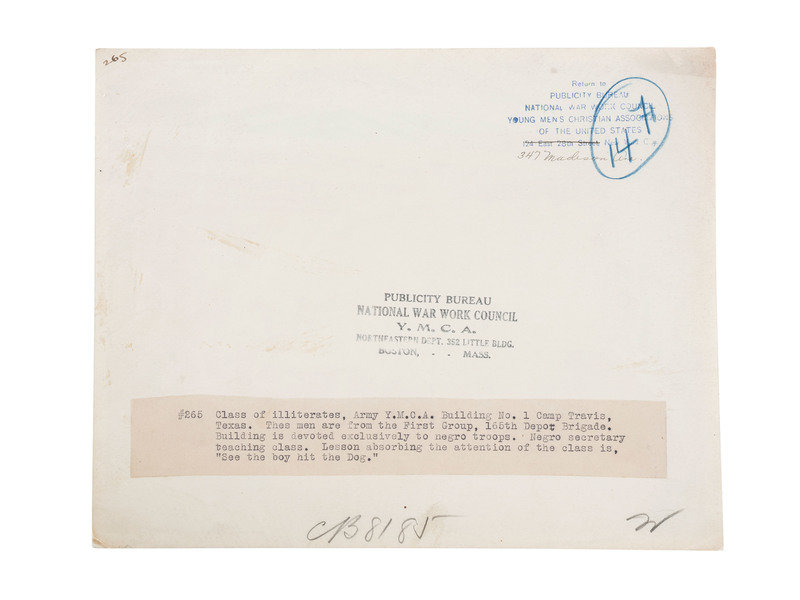 265
Return to
PUBLICITY BUREAU
NATIONAL WAR WORK COUNCIL
YOUNG MEN'S CHRISTIAN ASSOCIATIONS
OF THE UNITED STATES
124 East 28th Street N. Y. C.
347 Madison Ave.
147
PUBLICITY BUREAU
NATIONAL WAR WORK COUNCIL
Y. M. C. A.
NORTHEASTERN DEPT. 352 LITTLE BLDG.
BOSTON, - - MASS.
#265 Class of illiterates, Army Y.M.C.A. Building No. 1 Camp Travis,
Texas. Thes men are from the First Group, 165th Depot Brigade.
Building is devoted exclusively to negro troops. Negro secretary
teaching class. Lesson absorbing the attention of the class is,
"See the boy hit the Dog."
CB8185